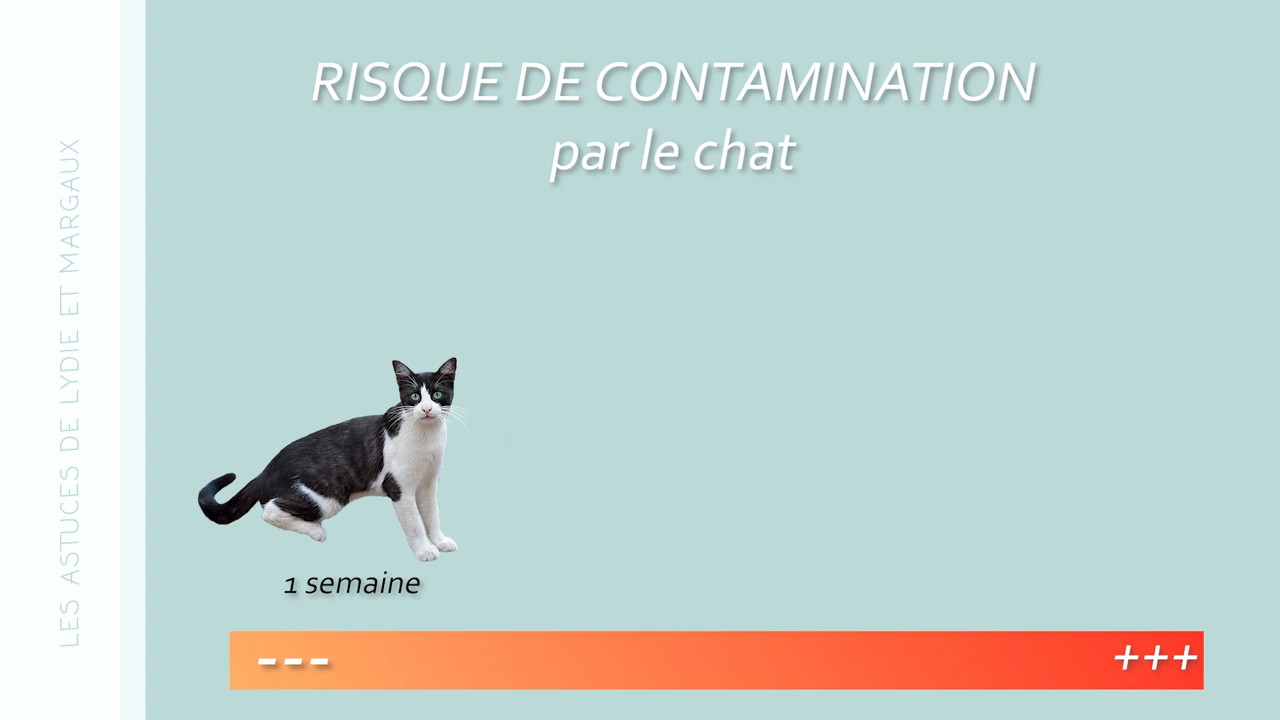 RISQUE DE CONTAMINATION
par le chat
LES ASTUCES DE LYDIE ET MARGAUX
1 semaine
--- +++